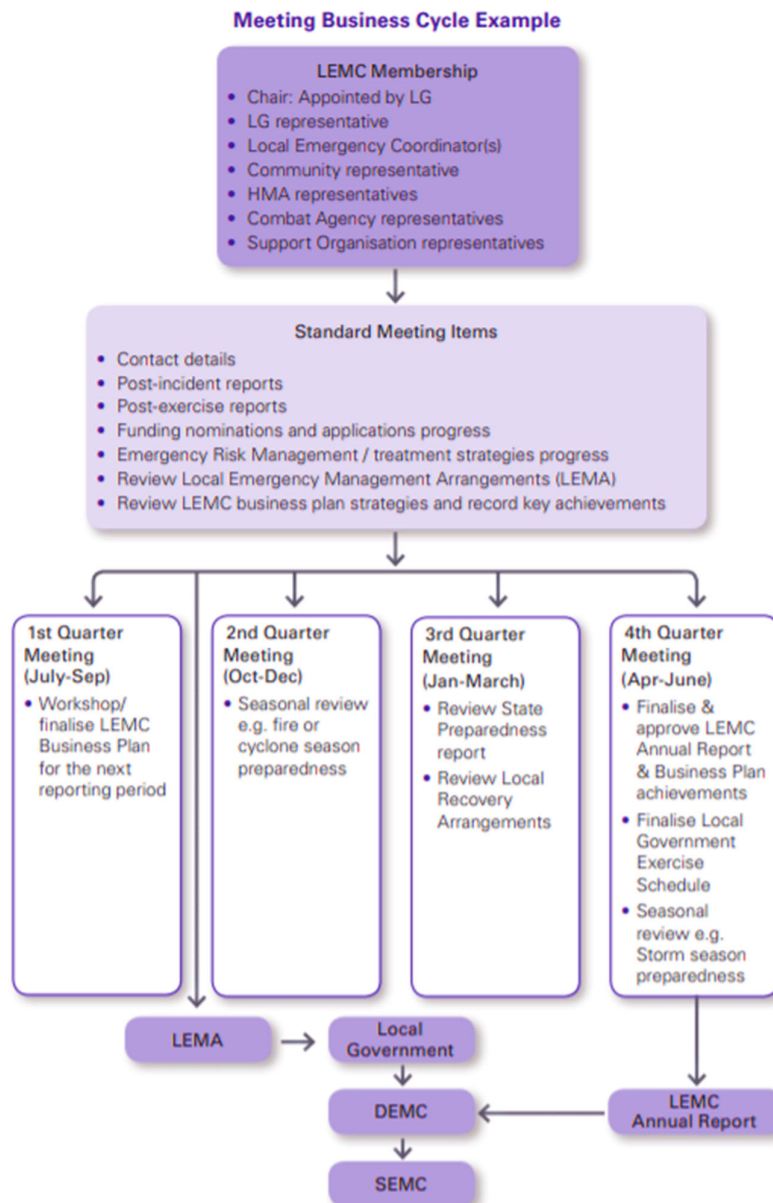 Meeting Business Cycle Example
LEMC Membership
• Chair: Appointed by LG
• LG representative
• Local Emergency Coordinator(s)
• Community representative
• HMA representatives
• Combat Agency representatives
• Support Organisation representatives
Standard Meeting Items
• Contact details
• Post-incident reports
• Post-exercise reports
• Funding nominations and applications progress
• Emergency Risk Management / treatment strategies progress
• Review Local Emergency Management Arrangements (LEMA)
• Review LEMC business plan strategies and record key achievements
1st Quarter
Meeting
(July-Sep)
• Workshop/
finalise LEMC
Business Plan
for the next
reporting period
2nd Quarter
Meeting
(Oct-Dec)
• Seasonal review
e.g. fire or
cyclone season
preparedness
3rd Quarter
Meeting
(Jan-March)
• Review State
Preparedness
report
• Review Local
Recovery
Arrangements
4th Quarter
Meeting
(Apr-June)
• Finalise &
approve LEMC
Annual Report
& Business Plan
achievements
• Finalise Local
Government
Exercise
Schedule
• Seasonal
review e.g.
Storm season
preparedness
LEMA
Local
Government
DEMC
LEMC
Annual Report
SEMC